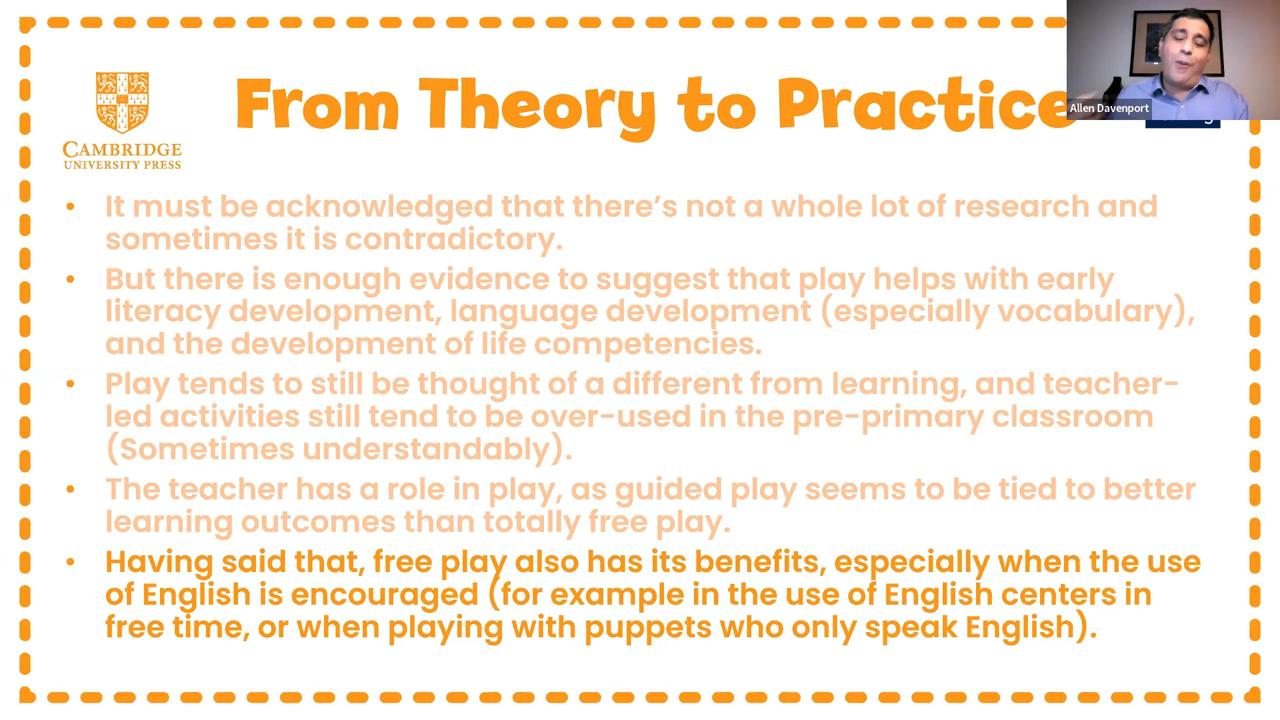 From Theory to Practice
Allen Davenport
CAMBRIDGE
UNIVERSITY PRESS
• It must be acknowledged that there's not a whole lot of research and
sometimes it is contradictory.
• But there is enough evidence to suggest that play helps with early
literacy development, language development (especially vocabulary),
and the development of life competencies.
• Play tends to still be thought of a different from learning, and teacher-
led activities still tend to be over-used in the pre-primary classroom
(Sometimes understandably).
• The teacher has a role in play, as guided play seems to be tied to better
learning outcomes than totally free play.
• Having said that, free play also has its benefits, especially when the use
of English is encouraged (for example in the use of English centers in
free time, or when playing with puppets who only speak English).